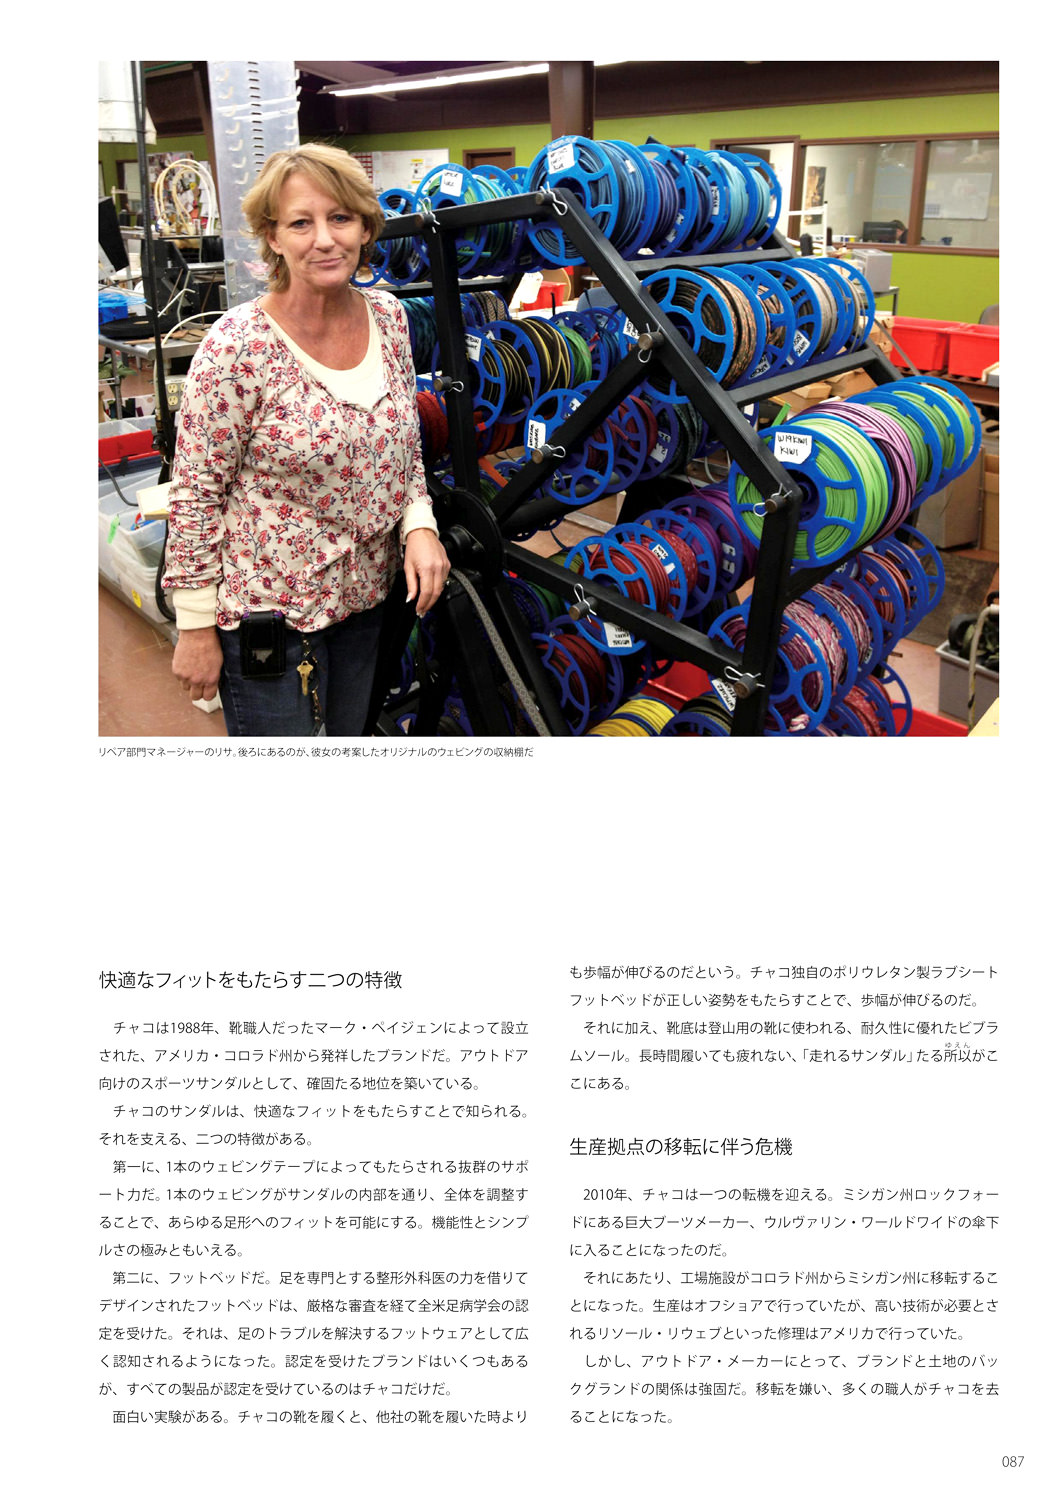 W19KIWI
KIWI
リペア部門マネージャーのリサ。後ろにあるのが、彼女の考案したオリジナルのウェビングの収納棚だ
快適なフィットをもたらす二つの特徴
チャコは1988年、靴職人だったマーク・ペイジェンによって設立
された、アメリカ・コロラド州から発祥したブランドだ。アウトドア
向けのスポーツサンダルとして、確固たる地位を築いている。
チャコのサンダルは、快適なフィットをもたらすことで知られる。
それを支える、二つの特徴がある。
第一に、1本のウェビングテープによってもたらされる抜群のサポ
ート力だ。1本のウェビングがサンダルの内部を通り、全体を調整す
ることで、あらゆる足形へのフィットを可能にする。機能性とシンプ
ルさの極みともいえる。
第二に、フットベッドだ。足を専門とする整形外科医の力を借りて
デザインされたフットベッドは、厳格な審査を経て全米足病学会の認
定を受けた。それは、足のトラブルを解決するフットウェアとして広
く認知されるようになった。認定を受けたブランドはいくつもある
が、すべての製品が認定を受けているのはチャコだけだ。
面白い実験がある。チャコの靴を履くと、他社の靴を履いた時より
も歩幅が伸びるのだという。チャコ独自のポリウレタン製ラブシート
フットベッドが正しい姿勢をもたらすことで、歩幅が伸びるのだ。
それに加え、靴底は登山用の靴に使われる、耐久性に優れたビブラ
ムソール。長時間履いても疲れない、「走れるサンダル」たる所以がこ
ゆえん
こにある。
生産拠点の移転に伴う危機
2010年、チャコは一つの転機を迎える。ミシガン州ロックフォー
ドにある巨大ブーツメーカー、ウルヴァリン・ワールドワイドの傘下
に入ることになったのだ。
それにあたり、工場施設がコロラド州からミシガン州に移転するこ
とになった。生産はオフショアで行っていたが、高い技術が必要とさ
れるリソール・リウェブといった修理はアメリカで行っていた。
しかし、アウトドア・メーカーにとって、ブランドと土地のバッ
クグランドの関係は強固だ。移転を嫌い、多くの職人がチャコを去
ることになった。
087